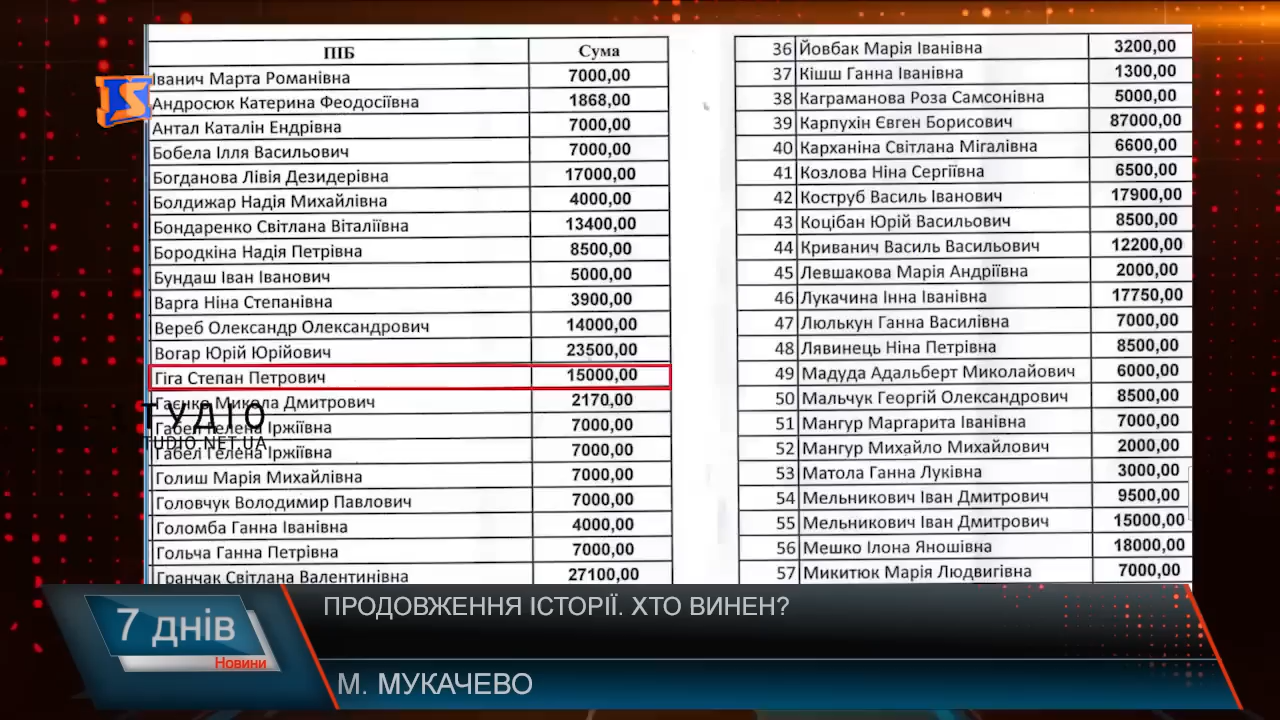 ПІБ Сума
Іванич Марта Романівна 7000,00
Андросюк Катерина Феодосіївна 1868,00
Антал Каталін Ендрівна 7000,00
Бобела Ілля Васильович 7000,00
Богданова Лівія Дезидерівна 17000,00
Болдижар Надія Михайлівна 4000,00
Бондаренко Світлана Віталіївна 13400,00
Бородкіна Надія Петрівна 8500,00
Бундаш Іван Іванович 5000,00
Варга Ніна Степанівна 3900,00
Вереб Олександр Олександрович 14000,00
Вогар Юрій Юрійович 23500,00
Гіга Степан Петрович 15000,00
Гаєнко Микола Дмитрович 2170,00
Габел Гелена Іржіївна 7000,00
Габел Гелена Іржіївна 7000,00
Голиш Марія Михайлівна 7000,00
Головчук Володимир Павлович 7000,00
Голомба Ганна Іванівна 4000,00
Гольча Ганна Петрівна 7000,00
Гранчак Світлана Валентинівна 27100,00
36 Йовбак Марія Іванівна 3200,00
37 Кішш Ганна Іванівна 1300,00
38 Каграманова Роза Самсонівна 5000,00
39 Карпухін Євген Борисович 87000,00
40 Карханіна Світлана Мігалівна 6600,00
41 Козлова Ніна Сергіївна 6500,00
42 Коструб Василь Іванович 17900,00
43 Коцібан Юрій Васильович 8500,00
44 Криванич Василь Васильович 12200,00
45 Левшакова Марія Андріївна 2000,00
46 Лукачина Інна Іванівна 17750,00
47 Люлькун Ганна Василівна 7000,00
48 Лявинець Ніна Петрівна 8500,00
49 Мадуда Адальберт Миколайович 6000,00
50 Мальчук Георгій Олександрович 8500,00
51 Мангур Маргарита Іванівна 7000,00
52 Мангур Михайло Михайлович 2000,00
53 Матола Ганна Луківна 3000,00
54 Мельникович Іван Дмитрович 9500,00
55 Мельникович Іван Дмитрович 15000,00
56 Мешко Ілона Яношівна 18000,00
57 Микитюк Марія Людвигівна 7000,00
IS
ТУДІО
TUDIO.NET.UA
7 днів
Новини
ПРОДОВЖЕННЯ ІСТОРІЇ. ХТО ВИНЕН?
М. МУКАЧЕВО